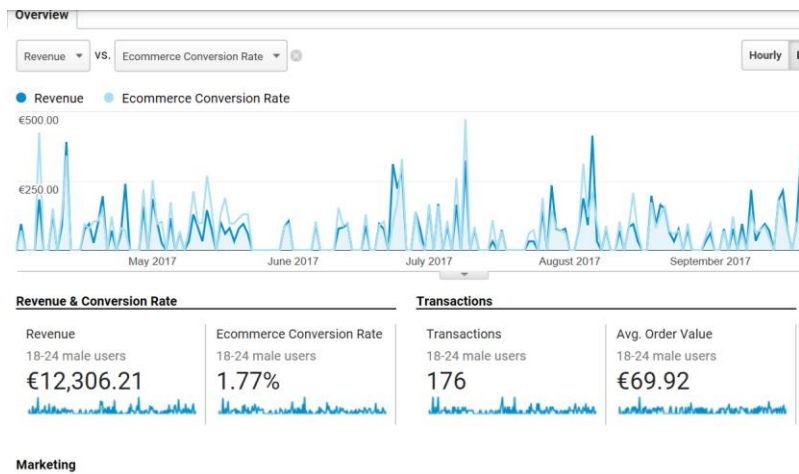 Overview
Revenue VS. Ecommerce Conversion Rate Hourly
Revenue Ecommerce Conversion Rate
€500.00
€250.00
May 2017 June 2017 July 2017 August 2017 September 2017
Revenue & Conversion Rate Transactions
Revenue Ecommerce Conversion Rate Transactions Avg. Order Value
18-24 male users 18-24 male users 18-24 male users 18-24 male users
€12,306.21 1.77% 176 €69.92
Marketing